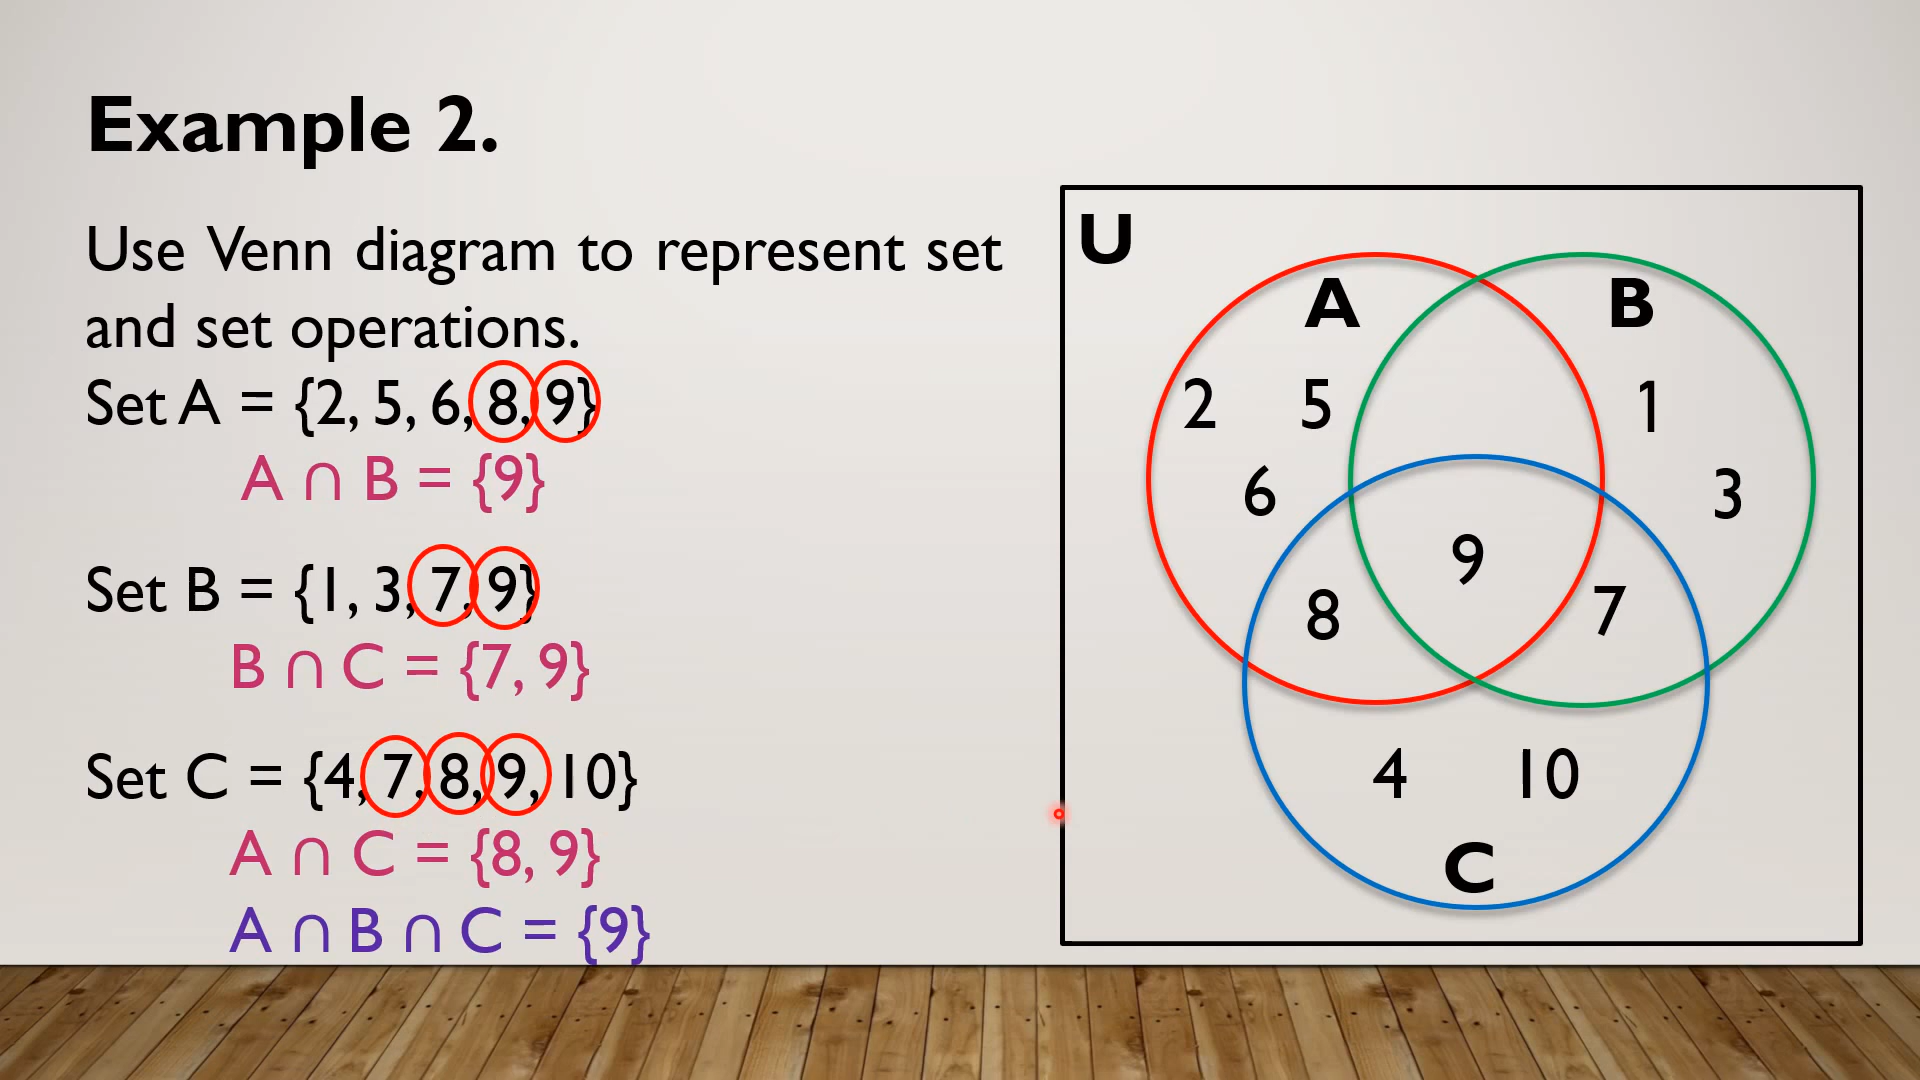 Example 2.
Use Venn diagram to represent set
and set operations.
Set A = {2, 5, 6, 8, 9}
A ∩ B = {9}
Set B = {1, 3, 7, 9}
B ∩ C = {7, 9}
Set C = {4, 7, 8, 9, 10}
A ∩ C = {8, 9}
A ∩ B ∩ C = {9}
U
A B
2 5 1
6 3
9
8 7
4 10
C